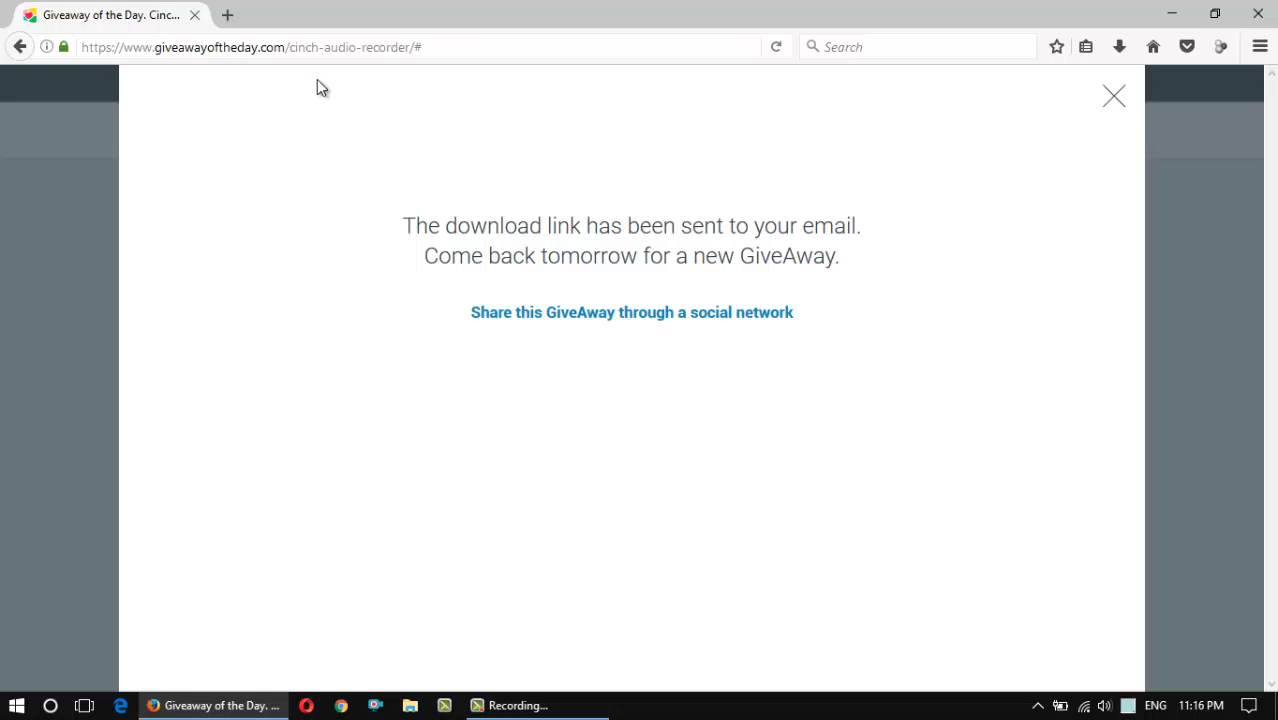 Giveaway of the Day. Cinc...
https://www.giveawayoftheday.com/cinch-audio-recorder/#
Search
The download link has been sent to your email.
Come back tomorrow for a new GiveAway.
Share this GiveAway through a social network
Giveaway of the Day. ...
Recording...
ENG
11:16 PM